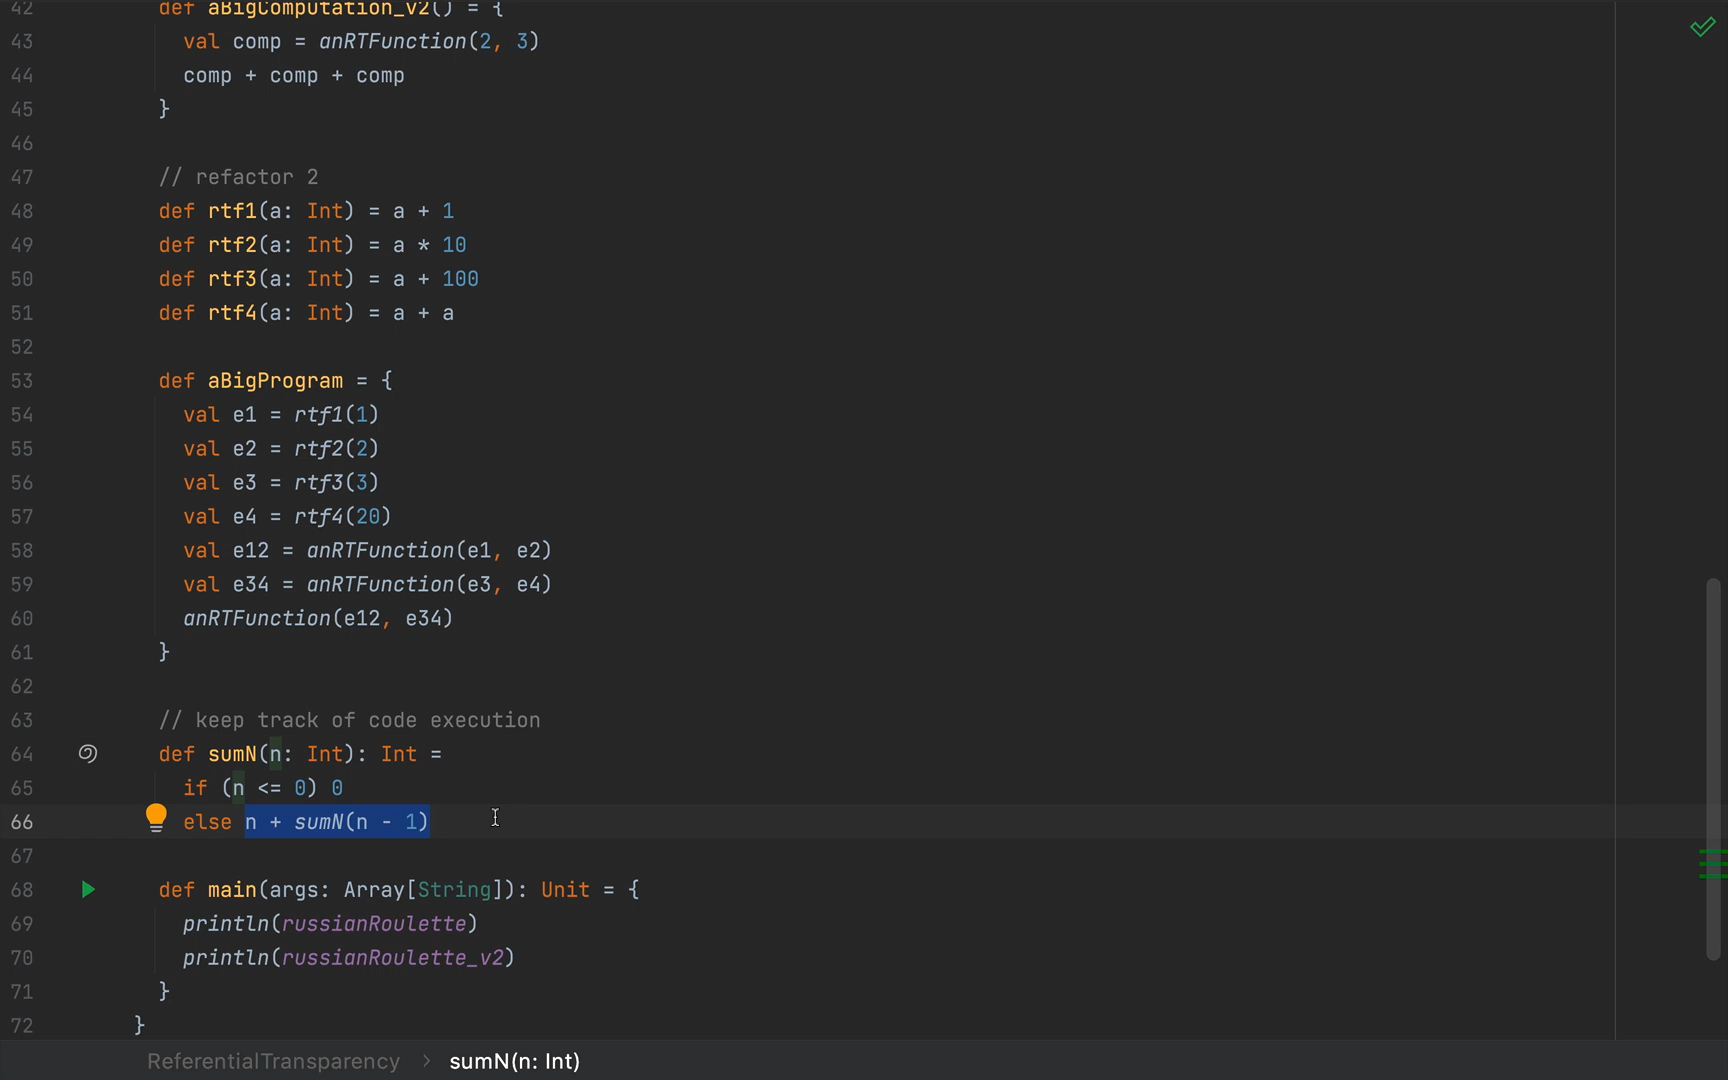 42 def aBigComputation_v2() = {
43 val comp = anRTFunction(2, 3)
44 comp + comp + comp
45 }
46
47 // refactor 2
48 def rtf1(a: Int) = a + 1
49 def rtf2(a: Int) = a * 10
50 def rtf3(a: Int) = a + 100
51 def rtf4(a: Int) = a + a
52
53 def aBigProgram = {
54 val e1 = rtf1(1)
55 val e2 = rtf2(2)
56 val e3 = rtf3(3)
57 val e4 = rtf4(20)
58 val e12 = anRTFunction(e1, e2)
59 val e34 = anRTFunction(e3, e4)
60 anRTFunction(e12, e34)
61 }
62
63 // keep track of code execution
64 def sumN(n: Int): Int =
65 if (n <= 0) 0
66 else n + sumN(n - 1)
67
68 def main(args: Array[String]): Unit = {
69 println(russianRoulette)
70 println(russianRoulette_v2)
71 }
72 }
ReferentialTransparency > sumN(n: Int)